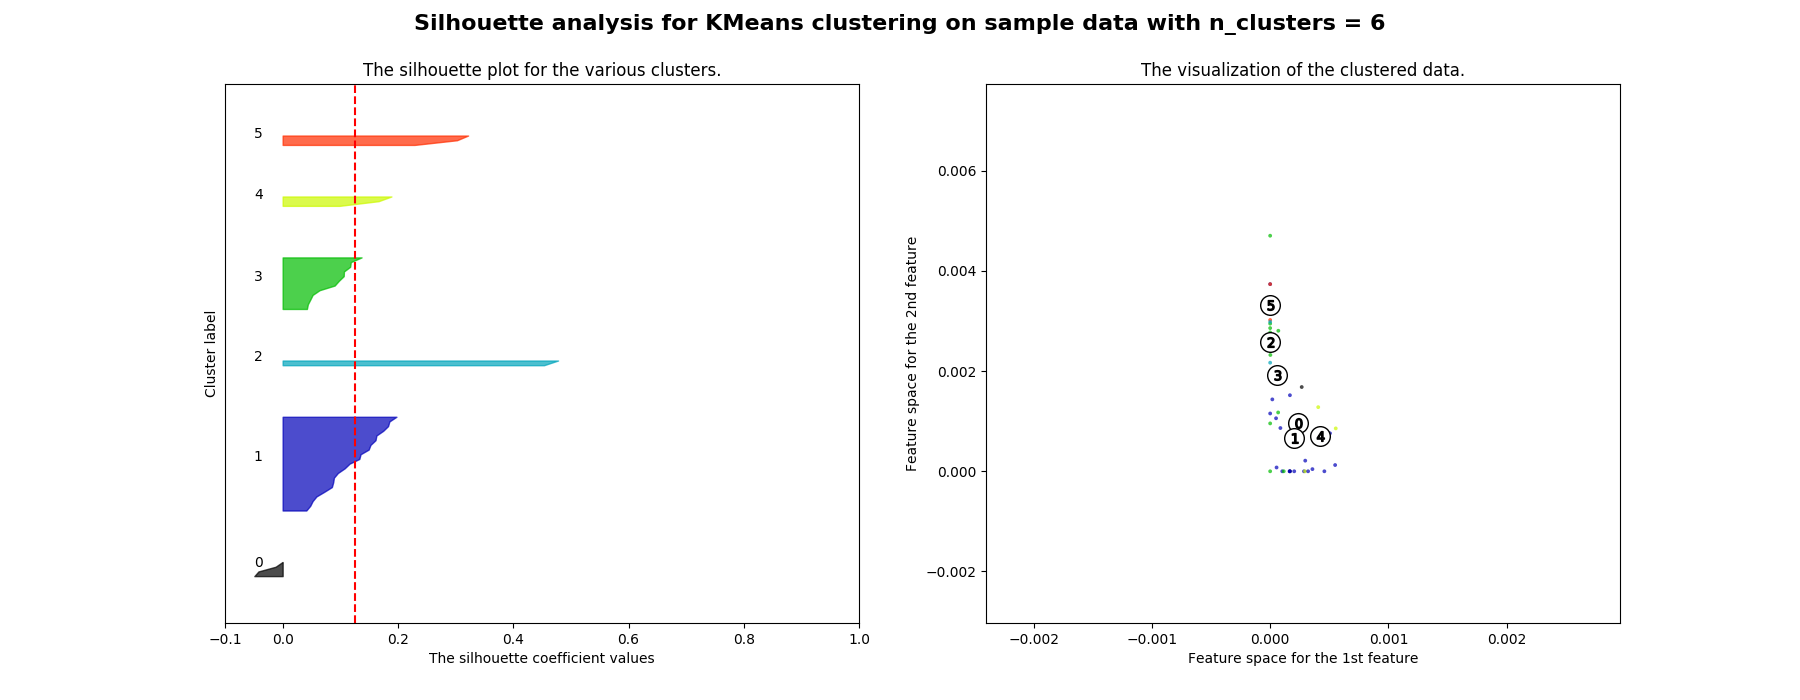 Silhouette analysis for KMeans clustering on sample data with n_clusters = 6
The silhouette plot for the various clusters.
Cluster label
5
4
3
2
1
0
−0.1 0.0 0.2 0.4 0.6 0.8 1.0
The silhouette coefficient values
The visualization of the clustered data.
Feature space for the 2nd feature
0.006
0.004
0.002
0.000
−0.002
5
2
3
0
1 4
−0.002 −0.001 0.000 0.001 0.002
Feature space for the 1st feature